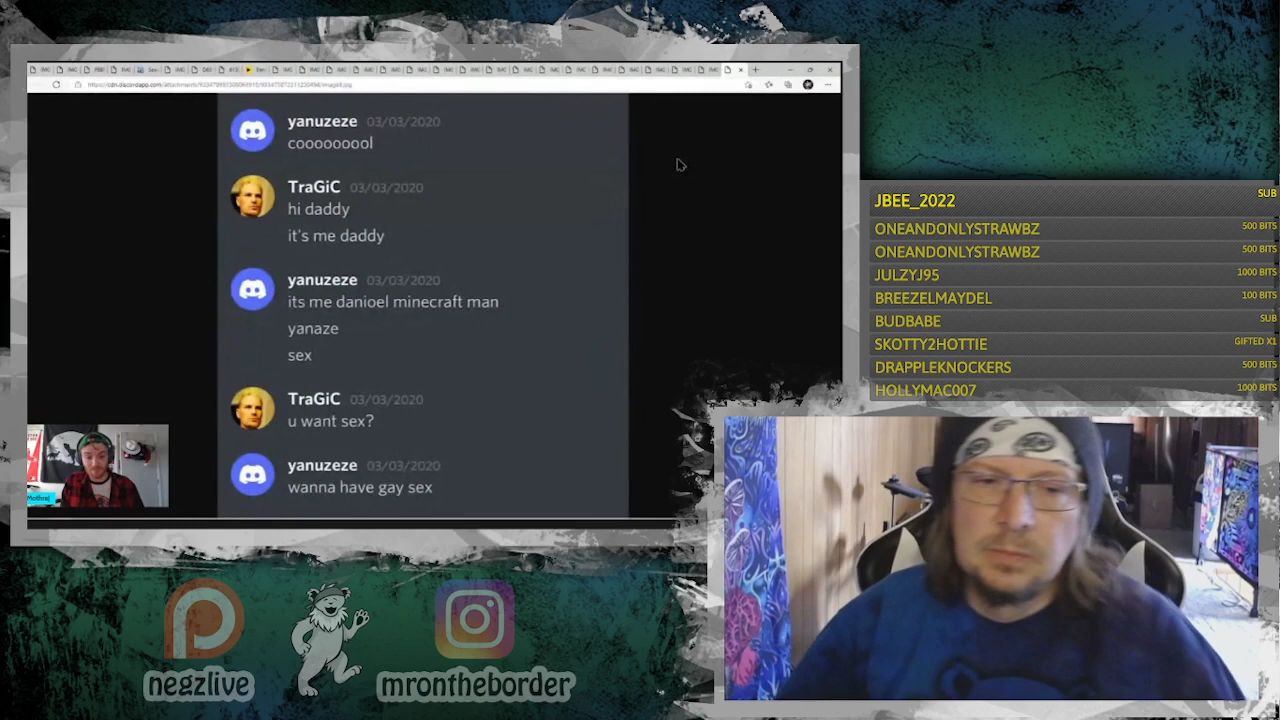 yanuzeze 03/03/2020
cooooooool
TraGiC 03/03/2020
hi daddy
it's me daddy
yanuzeze 03/03/2020
its me danioel minecraft man
yanaze
sex
TraGiC 03/03/2020
u want sex?
yanuzeze 03/03/2020
wanna have gay sex
JBEE_2022 SUB
ONEANDONLYSTRAWBZ 500 BITS
ONEANDONLYSTRAWBZ 500 BITS
JULZYJ95 1000 BITS
BREEZELMAYDEL 100 BITS
BUDBABE SUB
SKOTTY2HOTTIE GIFTED X1
DRAPPLEKNOCKERS 500 BITS
HOLLYMAC007 1000 BITS
negzlive
mrontheborder